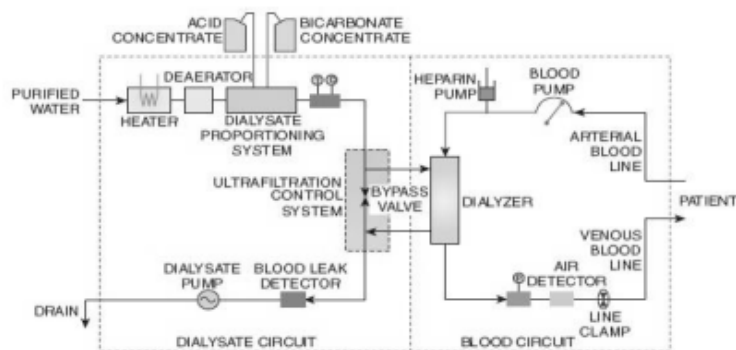 ACID
CONCENTRATE
BICARBONATE
CONCENTRATE
DEAERATOR
PURIFIED
WATER
HEATER
DIALYSATE
PROPORTIONING
SYSTEM
HEPARIN
PUMP
BLOOD
PUMP
ARTERIAL
BLOOD
LINE
ULTRAFILTRATION
CONTROL
SYSTEM
BYPASS
VALVE
DIALYZER
PATIENT
VENOUS
BLOOD
LINE
DIALYSATE
PUMP
BLOOD LEAK
DETECTOR
P
AIR
DETECTOR
DRAIN
LINE
CLAMP
DIALYSATE CIRCUIT
BLOOD CIRCUIT